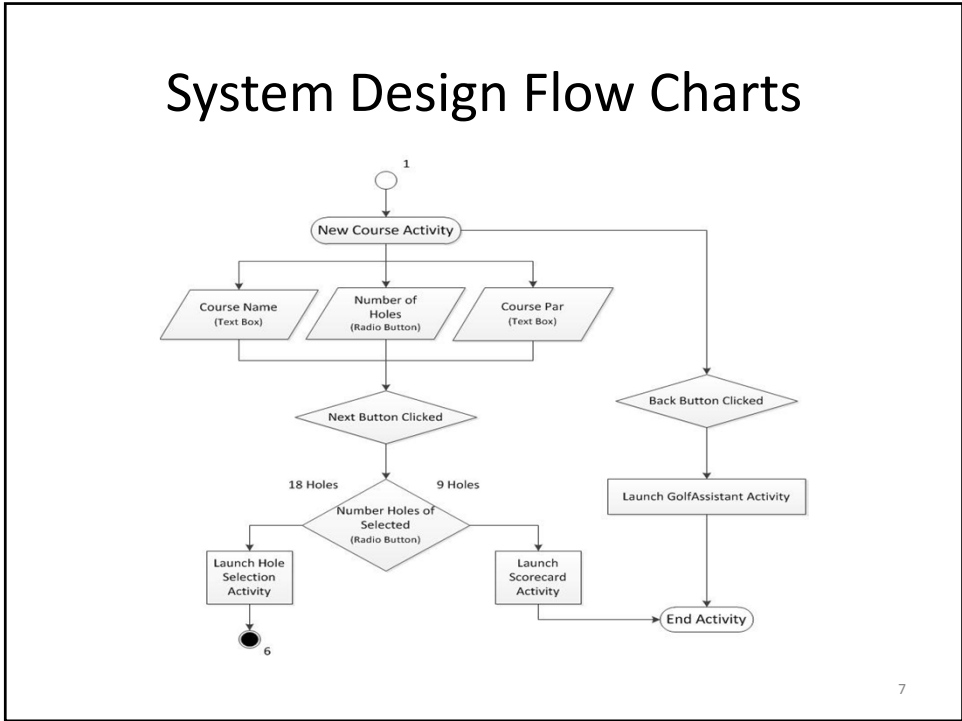 System Design Flow Charts
1
New Course Activity
Course Name
(Text Box)
Number of
Holes
(Radio Button)
Course Par
(Text Box)
Next Button Clicked
Back Button Clicked
18 Holes
9 Holes
Number Holes of
Selected
(Radio Button)
Launch GolfAssistant Activity
Launch Hole
Selection
Activity
Launch
Scorecard
Activity
End Activity
6
7